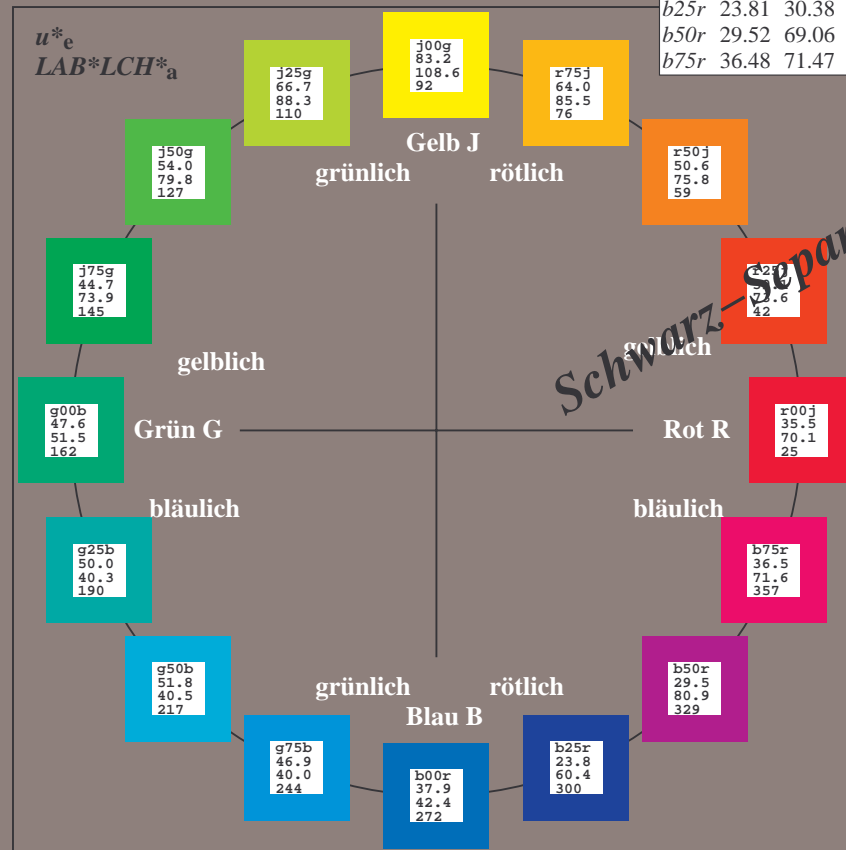 b25r 23.81 30.38
b50r 29.52 69.06
b75r 36.48 71.47
u*e
LAB*LCH*a
j00g
83.2
108.6
92
j25g
66.7
88.3
110
r75j
64.0
85.5
76
j50g
54.0
79.8
127
r50j
50.6
75.8
59
Gelb J
grünlich rötlich
j75g
44.7
73.9
145
73.6
42
Schwarz–Separ
gelblich
gelblich
g00b
47.6
51.5
162
Grün G
Rot R
r00j
35.5
70.1
25
bläulich
bläulich
g25b
50.0
40.3
190
b75r
36.5
71.6
357
g50b
51.8
40.5
217
b50r
29.5
80.9
329
grünlich rötlich
Blau B
g75b
46.9
40.0
244
b00r
37.9
42.4
272
b25r
23.8
60.4
300